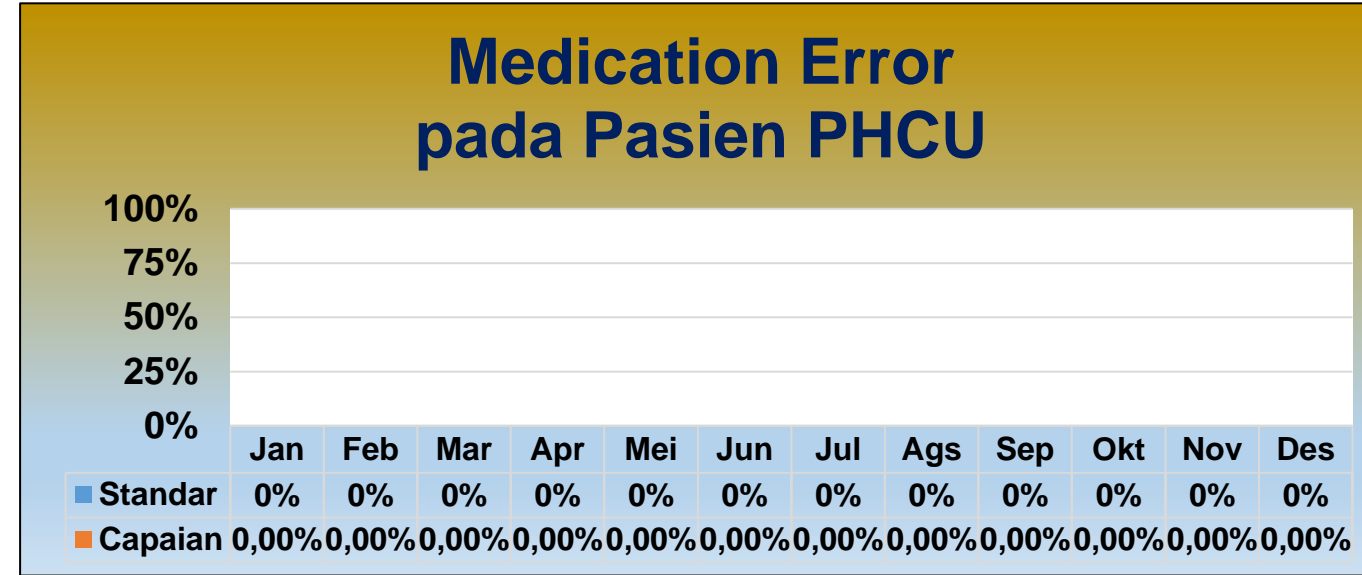 Medication Error
pada Pasien PHCU
100%
75%
50%
25%
0%
Jan Feb Mar Apr Mei Jun Jul Ags Sep Okt Nov Des
Standar 0% 0% 0% 0% 0% 0% 0% 0% 0% 0% 0% 0%
Capaian 0,00% 0,00% 0,00% 0,00% 0,00% 0,00% 0,00% 0,00% 0,00% 0,00% 0,00% 0,00%